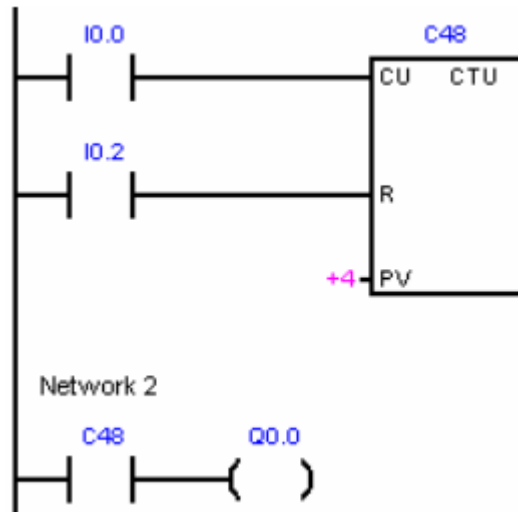 I0.0 C48
CU CTU
I0.2
R
+4 PV
Network 2
C48 Q0.0